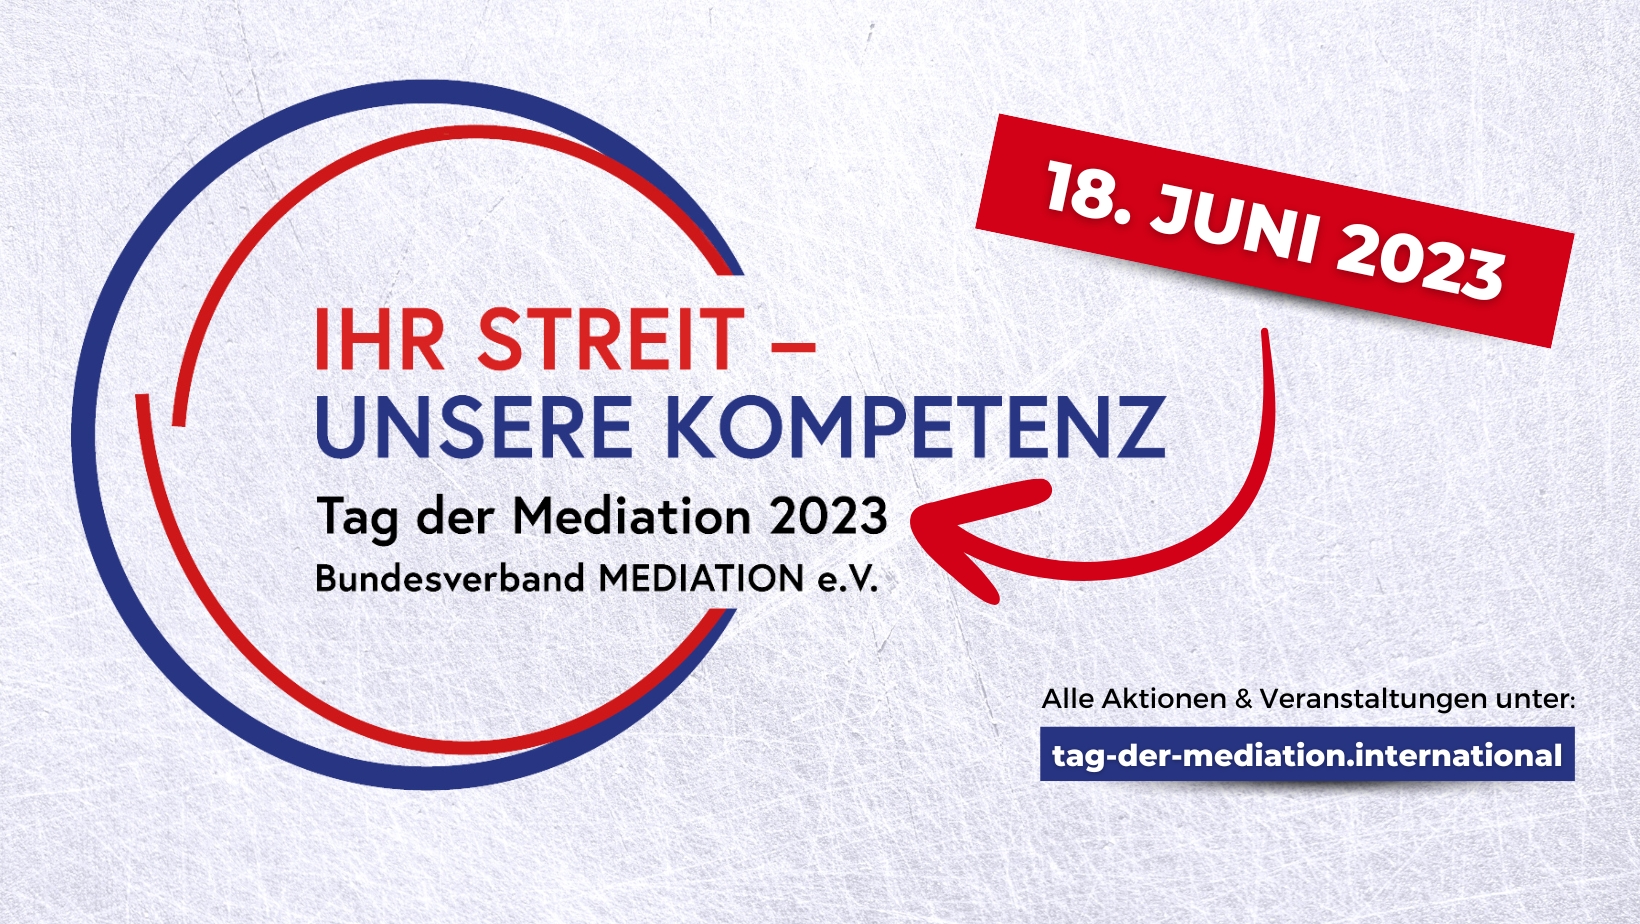 18. JUNI 2023
IHR STREIT –
UNSERE KOMPETENZ
Tag der Mediation 2023
Bundesverband MEDIATION e.V.
Alle Aktionen & Veranstaltungen unter:
tag-der-mediation.international